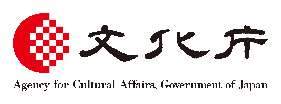 文化庁
Agency for Cultural Affairs, Government of Japan